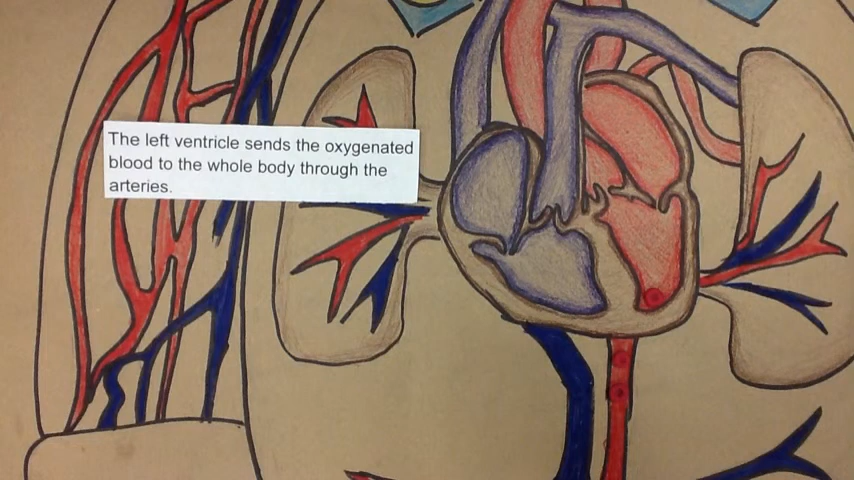 The left ventricle sends the oxygenated
blood to the whole body through the
arteries.